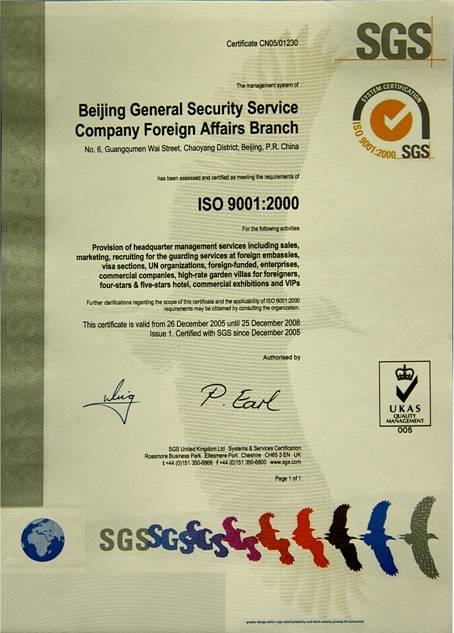 Certificate CN05/01230
SGS
The management system of
Beijing General Security Service
Company Foreign Affairs Branch
No. 6, Guangqumen Wai Street, Chaoyang District, Beijing, P.R. China
SYSTEM CERTIFICATION
ISO 9001:2000
SGS
has been assessed and certified as meeting the requirements of
ISO 9001:2000
For the following activities
Provision of headquarter management services including sales,
marketing, recruiting for the guarding services at foreign embassies,
visa sections, UN organizations, foreign-funded, enterprises,
commercial companies, high-rate garden villas for foreigners,
four-stars & five-stars hotel, commercial exhibitions and VIPs
Further clarifications regarding the scope of this certificate and the applicability of ISO 9001:2000
requirements may be obtained by consulting the organization.
This certificate is valid from 26 December 2005 until 25 December 2008
Issue 1. Certified with SGS since December 2005
Authorised by
P. Earl
UKAS
QUALITY
MANAGEMENT
005
SGS United Kingdom Ltd Systems & Services Certification
Rossmore Business Park Ellesmere Port Cheshire CH65 3EN UK
t +44 (0)151 350-6666 f +44 (0)151 350-6600 www.sgs.com
Page 1 of 1
SGS SGS SGS SGS SGS